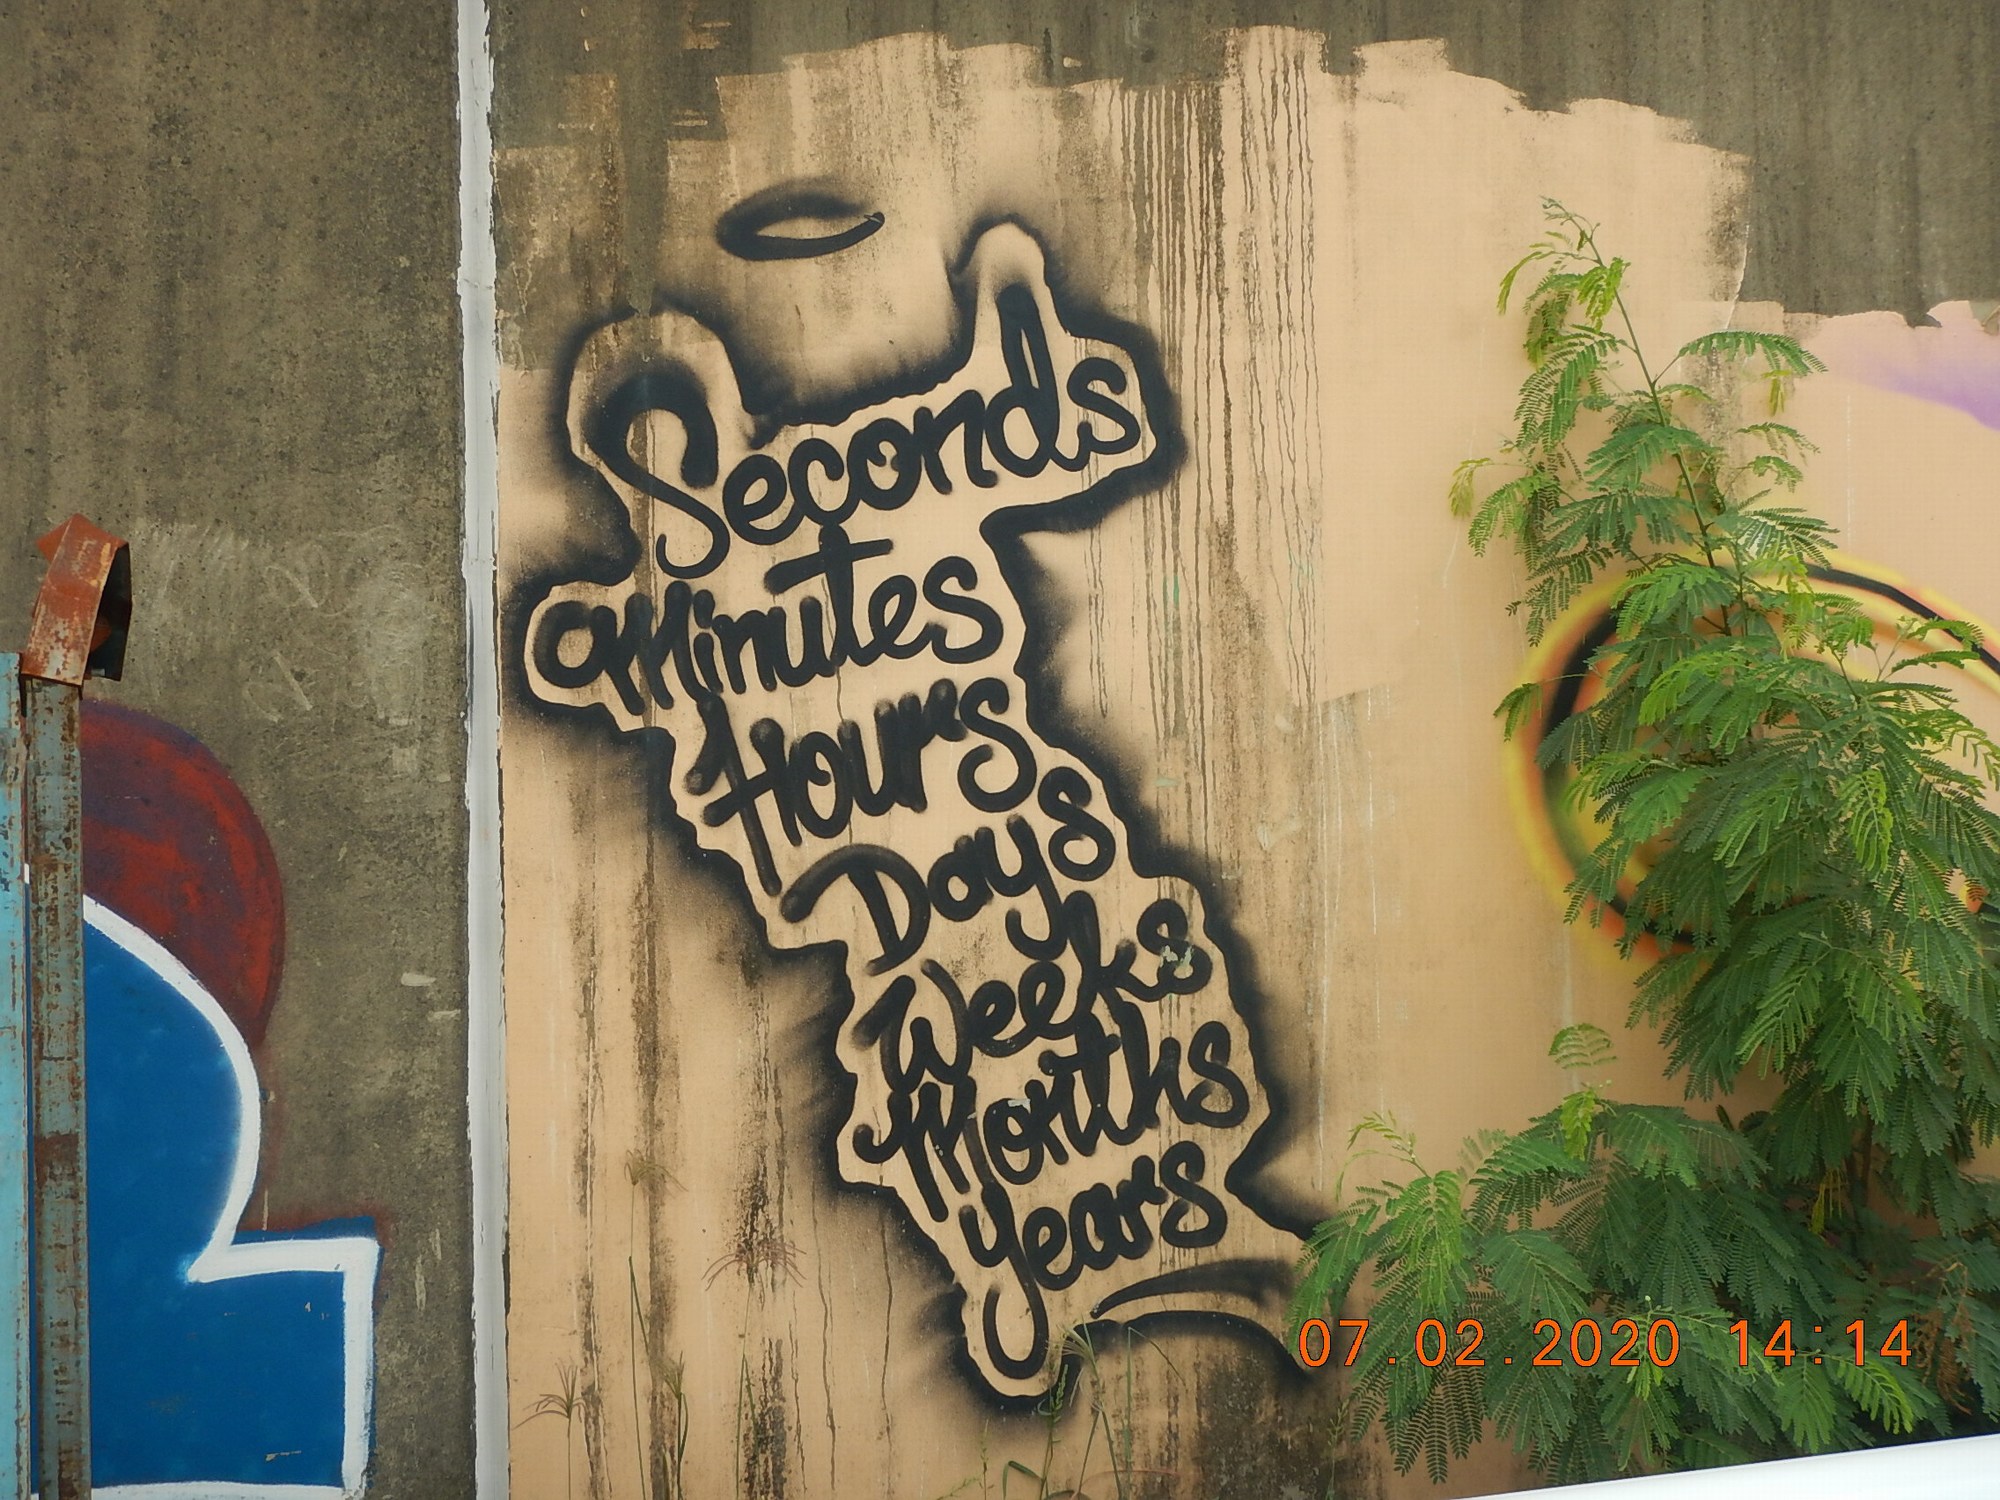 Seconds
Minutes
Hours
Days
Weeks
Months
Years
07.02.2020 14:14